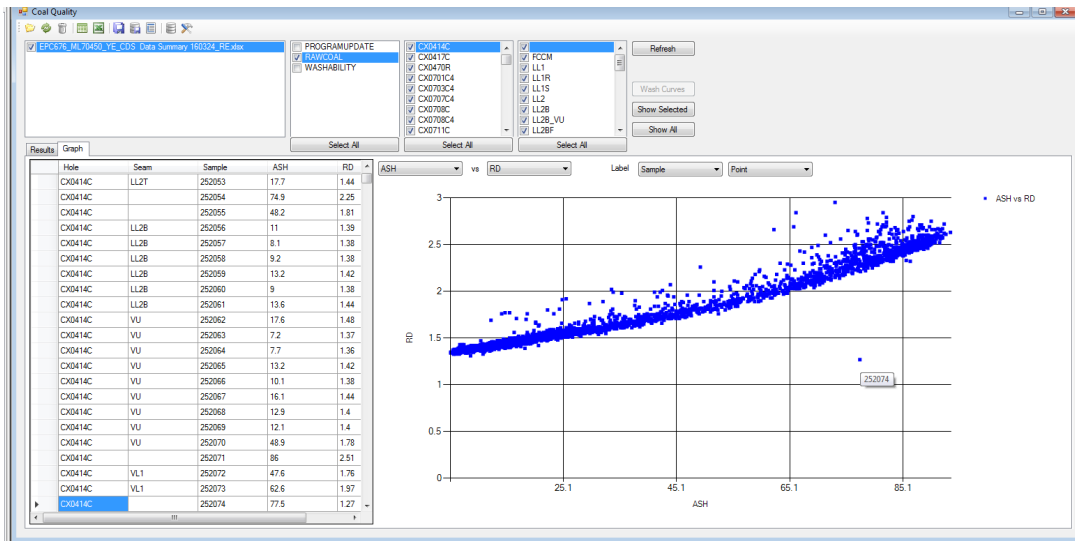 Coal Quality
EPC676_ML70450_YE_CDS Data Summary 160324_RE.xlsx
PROGRAMUPDATE
RAWCOAL
WASHABILITY
Select All
CX0414C
CX0417C
CX0470R
CX0701C4
CX0703C4
CX0707C4
CX0708C
CX0708C4
CX0711C
Select All
FCCM
LL1
LL1R
LL1S
LL2
LL2B
LL2B_VU
LL2BF
Select All
Refresh
Wash Curves
Show Selected
Show All
Results Graph
Hole Seam Sample ASH RD
CX0414C LL2T 252053 17.7 1.44
CX0414C 252054 74.9 2.25
CX0414C 252055 48.2 1.81
CX0414C LL2B 252056 11 1.39
CX0414C LL2B 252057 8.1 1.38
CX0414C LL2B 252058 9.2 1.38
CX0414C LL2B 252059 13.2 1.42
CX0414C LL2B 252060 9 1.38
CX0414C LL2B 252061 13.6 1.44
CX0414C VU 252062 17.6 1.48
CX0414C VU 252063 7.2 1.37
CX0414C VU 252064 7.7 1.36
CX0414C VU 252065 13.2 1.42
CX0414C VU 252066 10.1 1.38
CX0414C VU 252067 16.1 1.44
CX0414C VU 252068 12.9 1.4
CX0414C VU 252069 12.1 1.4
CX0414C VU 252070 48.9 1.78
CX0414C 252071 86 2.51
CX0414C VL1 252072 47.6 1.76
CX0414C VL1 252073 62.6 1.97
CX0414C 252074 77.5 1.27
ASH vs RD Label Sample Point
ASH vs RD
3
2.5
2
1.5
1
0.5
0
RD
252074
25.1 45.1 65.1 85.1
ASH